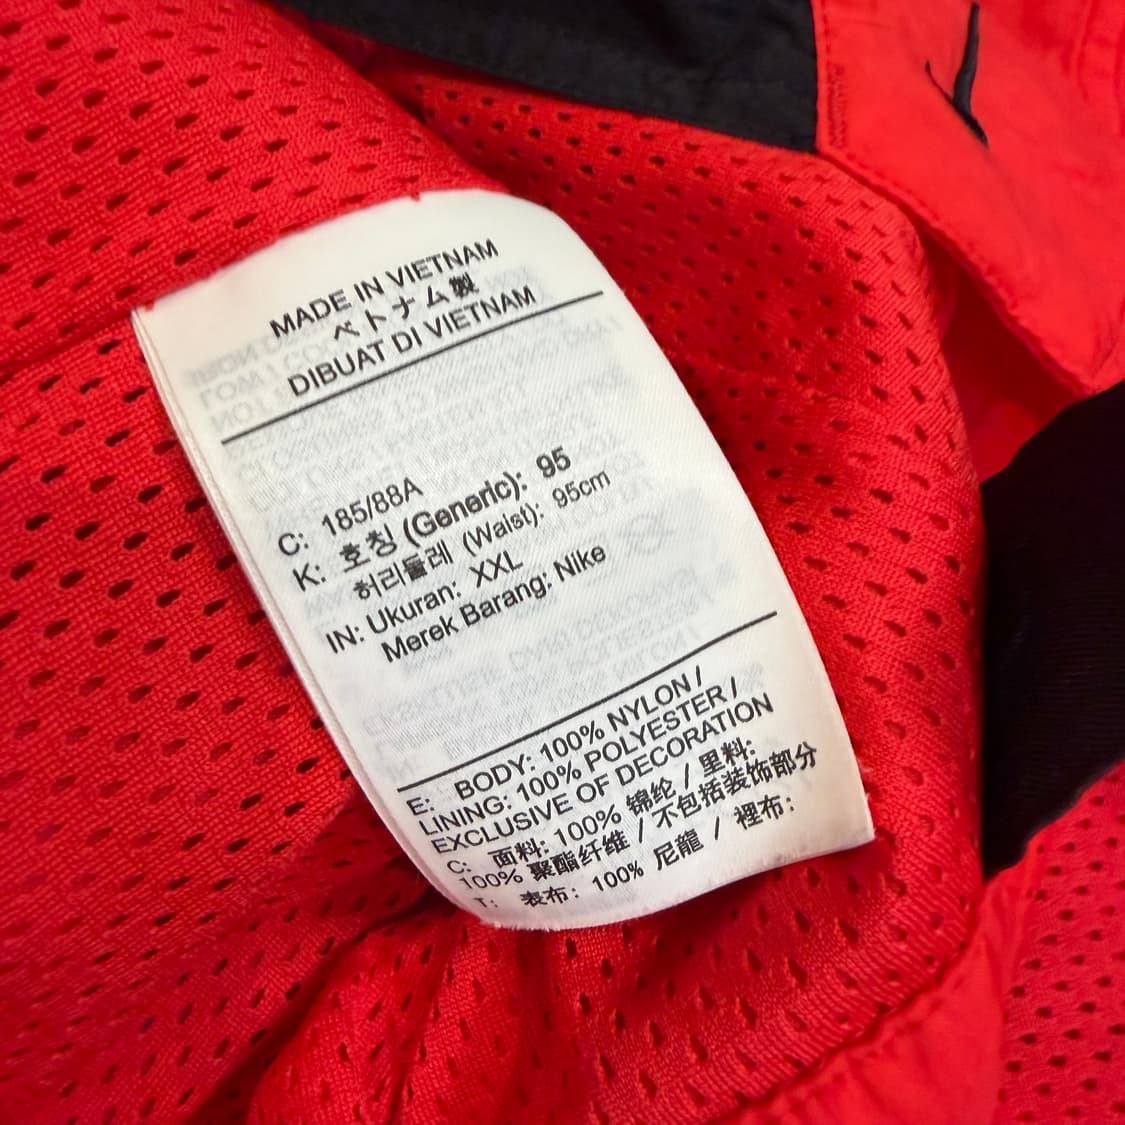 MADE IN VIETNAM
ベトナム製
DIBUAT DI VIETNAM
C: 185/88A
K: 호칭 (Generic): 95
허리둘레 (Waist): 95cm
IN: Ukuran: XXL
Merek Barang: Nike
E: BODY: 100% NYLON /
LINING: 100% POLYESTER /
EXCLUSIVE OF DECORATION
C: 面料: 100% 锦纶 / 里料:
100% 聚酯纤维 / 不包括装饰部分
T: 表布: 100% 尼龍 / 裡布: